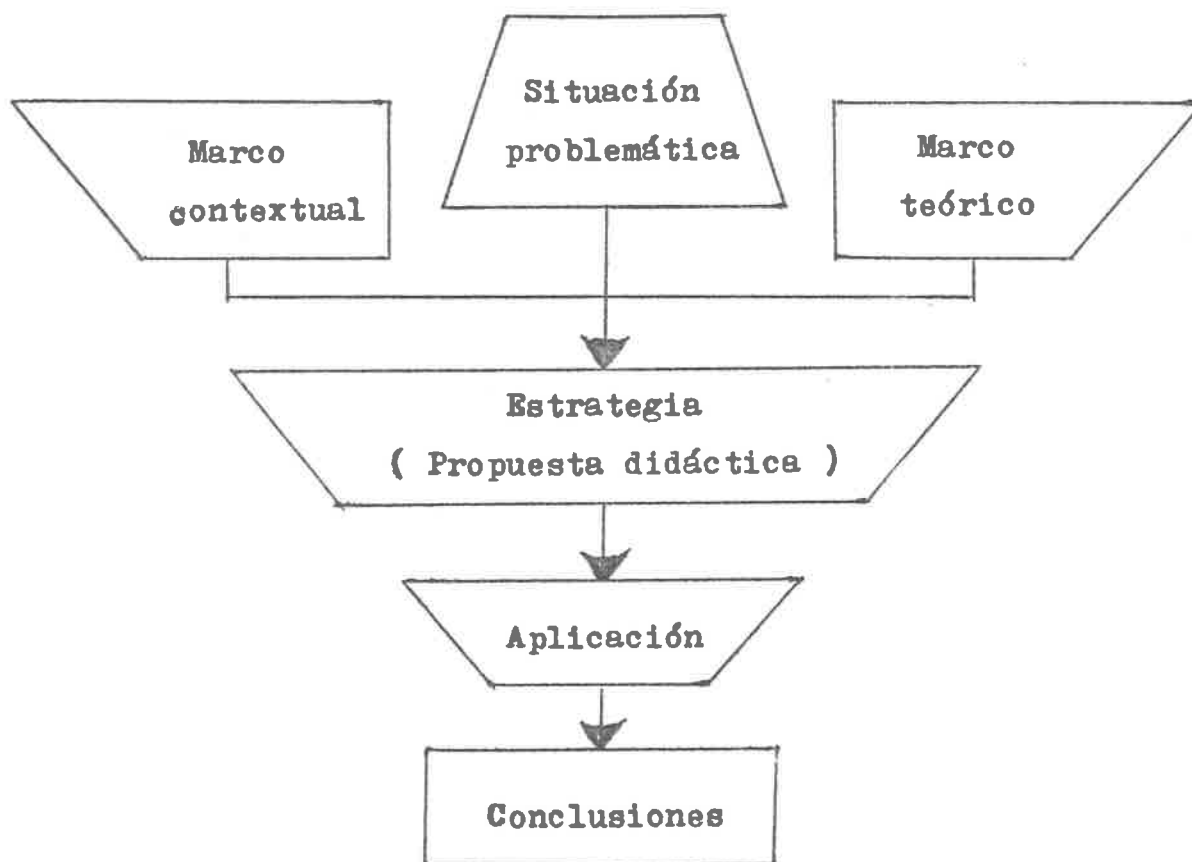 Situación
problemática
Marco
contextual
Marco
teórico
Estrategia
( Propuesta didáctica )
Aplicación
Conclusiones